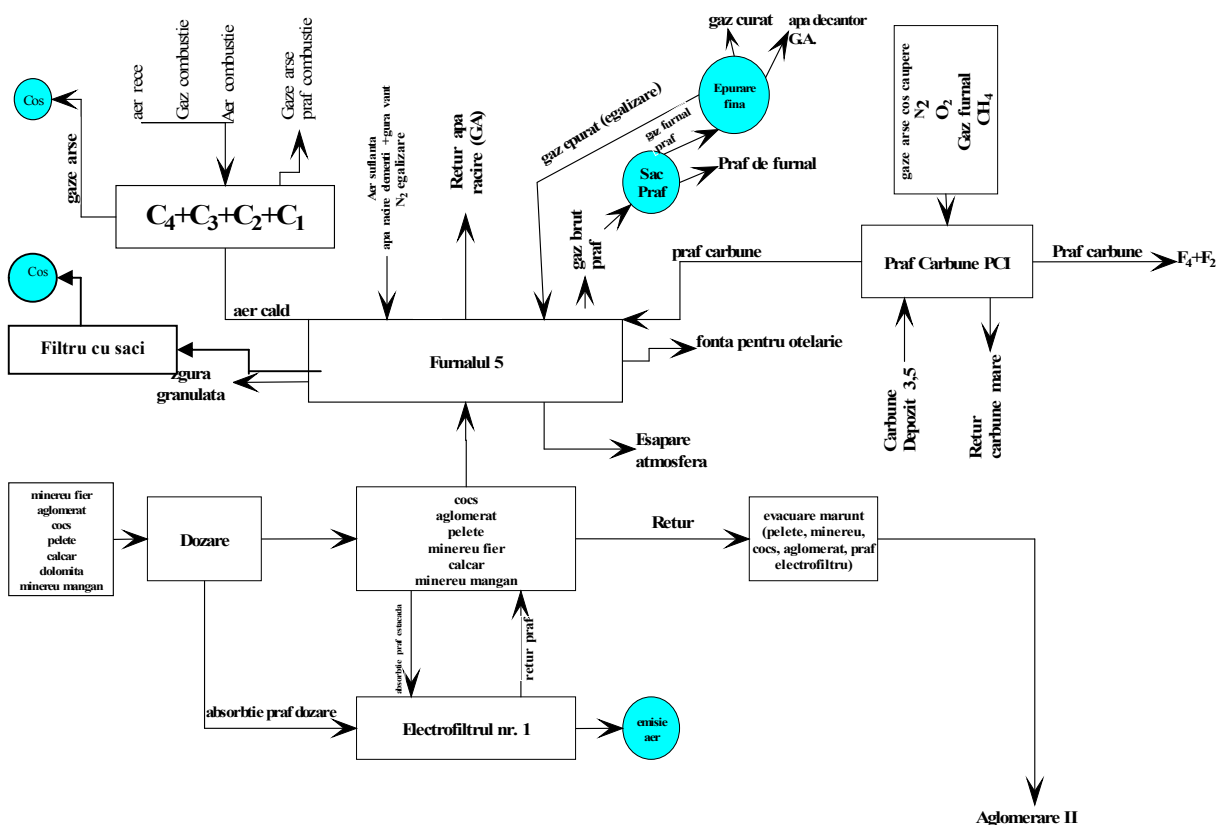 gaz curat
apa decantor
G.A.
aer rece
Gaz combustie
Aer combustie
Gaze arse
praf combustie
Cos
gaze arse
C4+C3+C2+C1
Aer suflanta
apa racire elementi +gura vant
N2 egalizare
Retur apa
racire (GA)
gaz epurat (egalizare)
Epurare
fina
gaz furnal
praf
Sac
Praf
Praf de furnal
gaz brut
praf
gaze arse cos caupere
N2
O2
Gaz furnal
CH4
praf carbune
Praf Carbune PCI
Praf carbune
F4+F2
Cos
aer cald
Filtru cu saci
Furnalul 5
fonta pentru otelarie
zgura
granulata
Carbune
Depozit 3,5
Retur
carbune mare
Esapare
atmosfera
minereu fier
aglomerat
cocs
pelete
calcar
dolomita
minereu mangan
Dozare
cocs
aglomerat
pelete
minereu fier
calcar
minereu mangan
Retur
evacuare marunt
(pelete, minereu,
cocs, aglomerat, praf
electrofiltru)
absorbtie praf estacada
retur praf
absorbtie praf dozare
Electrofiltrul nr. 1
emisie
aer
Aglomerare II